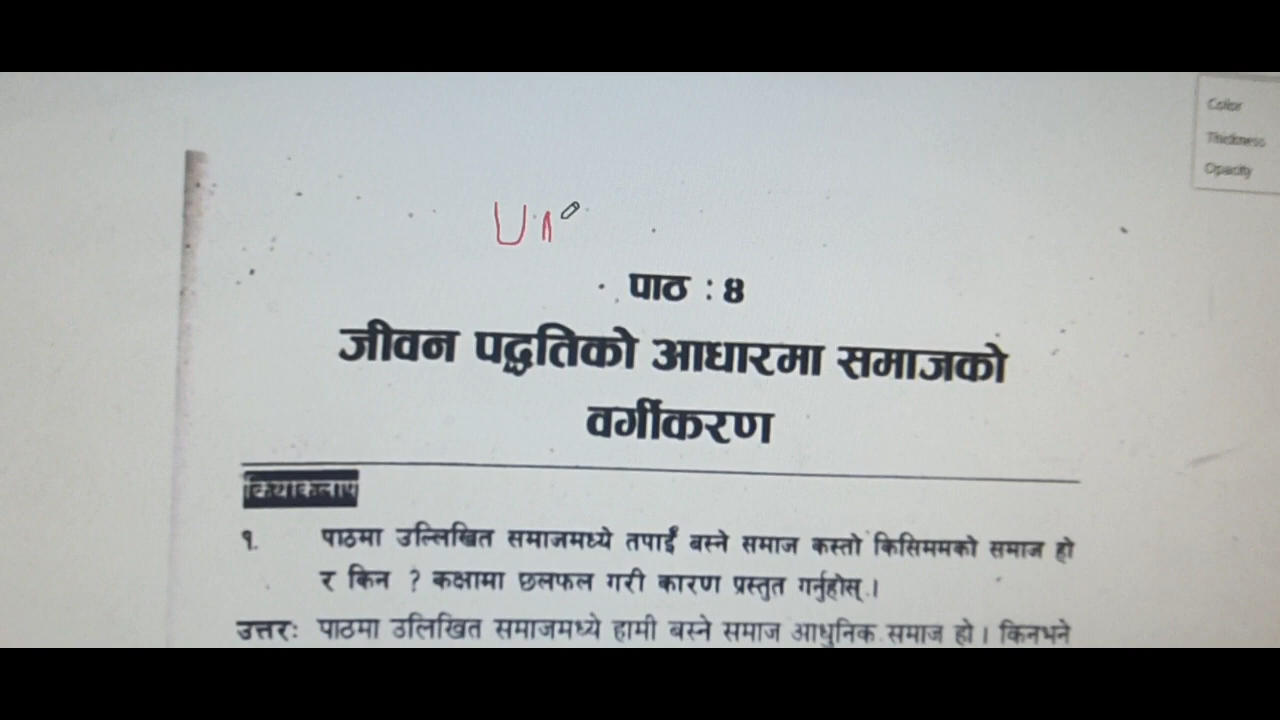 Color
Thickness
Opacity
पाठ : ४
जीवन पद्धतिको आधारमा समाजको
वर्गीकरण
क्रियाकलाप
१. पाठमा उल्लिखित समाजमध्ये तपाईं बस्ने समाज कस्तो किसिममको समाज हो
र किन ? कक्षामा छलफल गरी कारण प्रस्तुत गर्नुहोस् ।
उत्तरः पाठमा उलिखित समाजमध्ये हामी बस्ने समाज आधुनिक समाज हो । किनभने